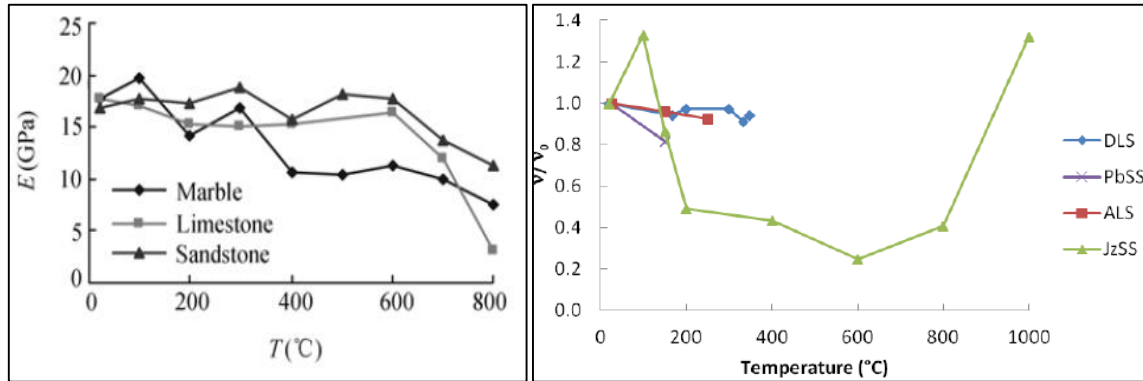 25
20
15
10
5
0
E (GPa)
Marble
Limestone
Sandstone
0 200 400 600 800
T(℃)
1.4
1.2
1.0
0.8
0.6
0.4
0.2
0.0
ν/ν₀
DLS
PbSS
ALS
JzSS
0 200 400 600 800 1000
Temperature (°C)